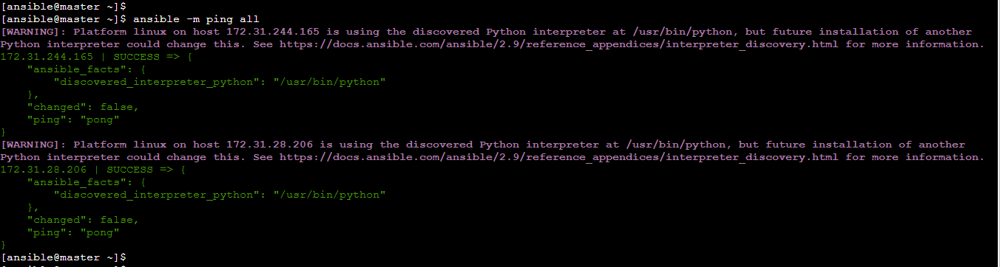 [ansible@master ~]$
[ansible@master ~]$ ansible -m ping all
[WARNING]: Platform linux on host 172.31.244.165 is using the discovered Python interpreter at /usr/bin/python, but future installation of another
Python interpreter could change this. See https://docs.ansible.com/ansible/2.9/reference_appendices/interpreter_discovery.html for more information.
172.31.244.165 | SUCCESS => {
    "ansible_facts": {
        "discovered_interpreter_python": "/usr/bin/python"
    },
    "changed": false,
    "ping": "pong"
}
[WARNING]: Platform linux on host 172.31.28.206 is using the discovered Python interpreter at /usr/bin/python, but future installation of another
Python interpreter could change this. See https://docs.ansible.com/ansible/2.9/reference_appendices/interpreter_discovery.html for more information.
172.31.28.206 | SUCCESS => {
    "ansible_facts": {
        "discovered_interpreter_python": "/usr/bin/python"
    },
    "changed": false,
    "ping": "pong"
}
[ansible@master ~]$